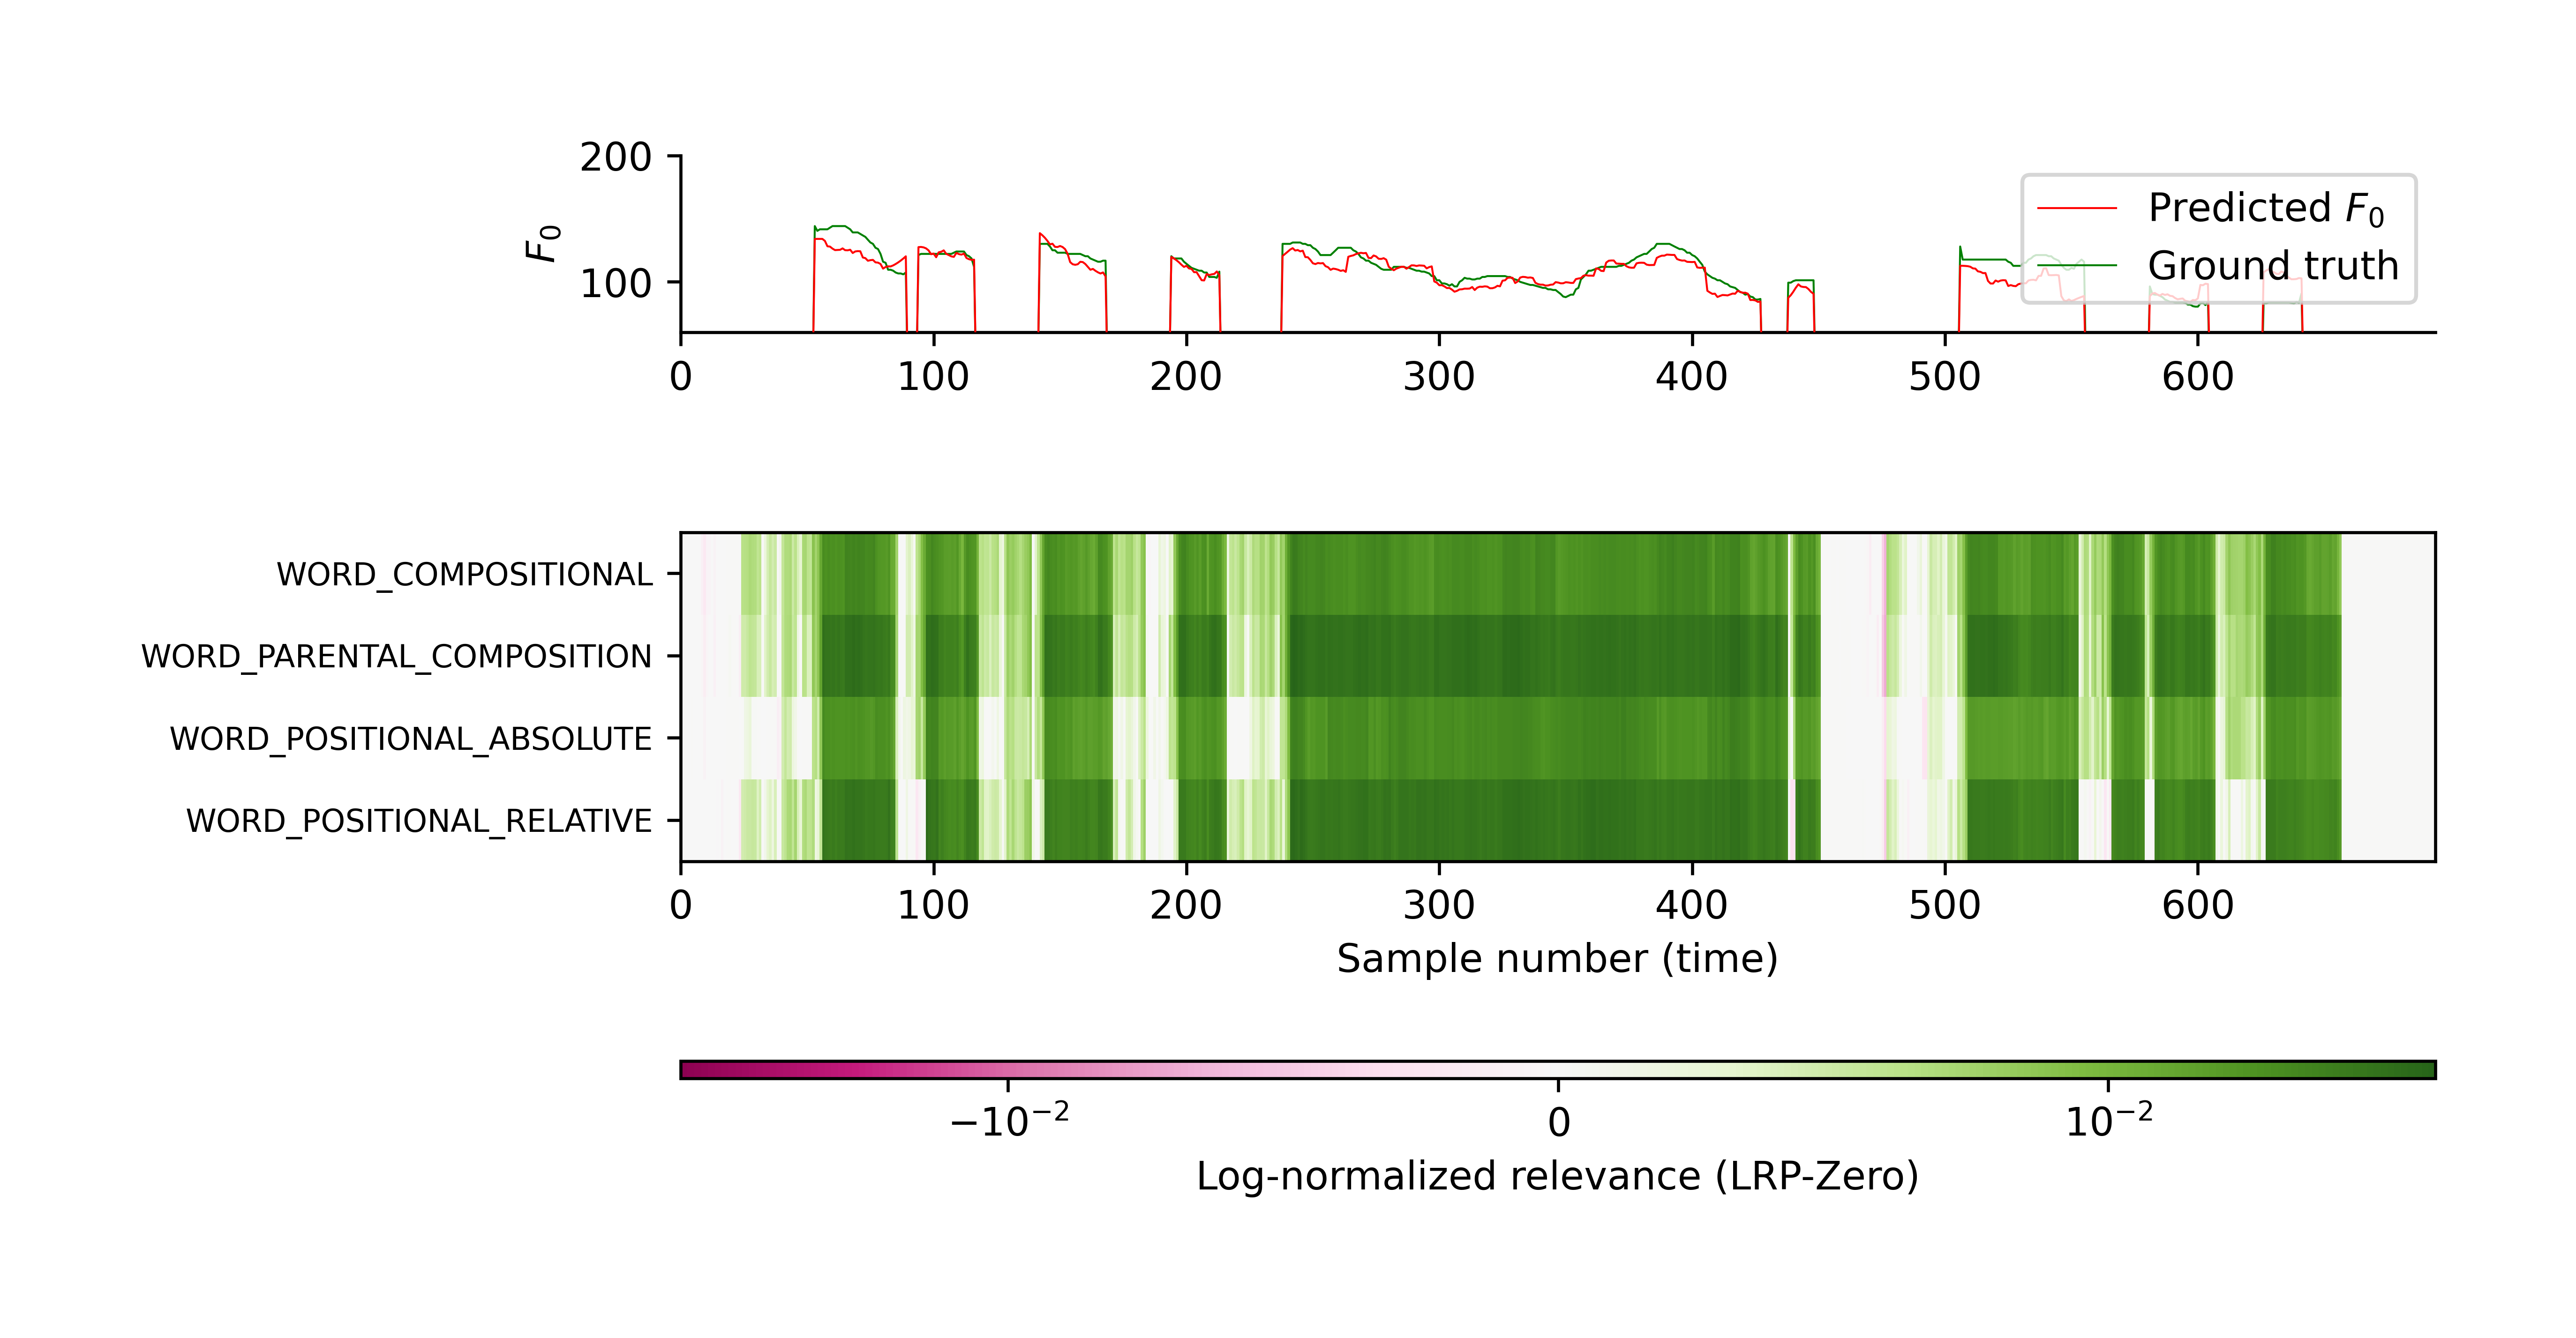 200
100
F₀
Predicted F₀
Ground truth
0 100 200 300 400 500 600
WORD_COMPOSITIONAL
WORD_PARENTAL_COMPOSITION
WORD_POSITIONAL_ABSOLUTE
WORD_POSITIONAL_RELATIVE
0 100 200 300 400 500 600
Sample number (time)
−10⁻² 0 10⁻²
Log-normalized relevance (LRP-Zero)